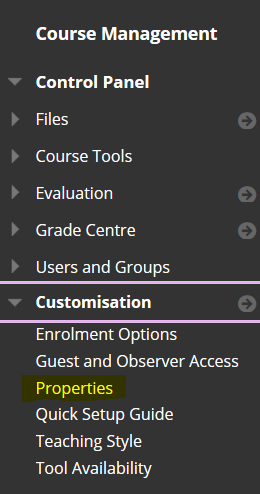 Course Management
Control Panel
Files
Course Tools
Evaluation
Grade Centre
Users and Groups
Customisation
Enrolment Options
Guest and Observer Access
Properties
Quick Setup Guide
Teaching Style
Tool Availability